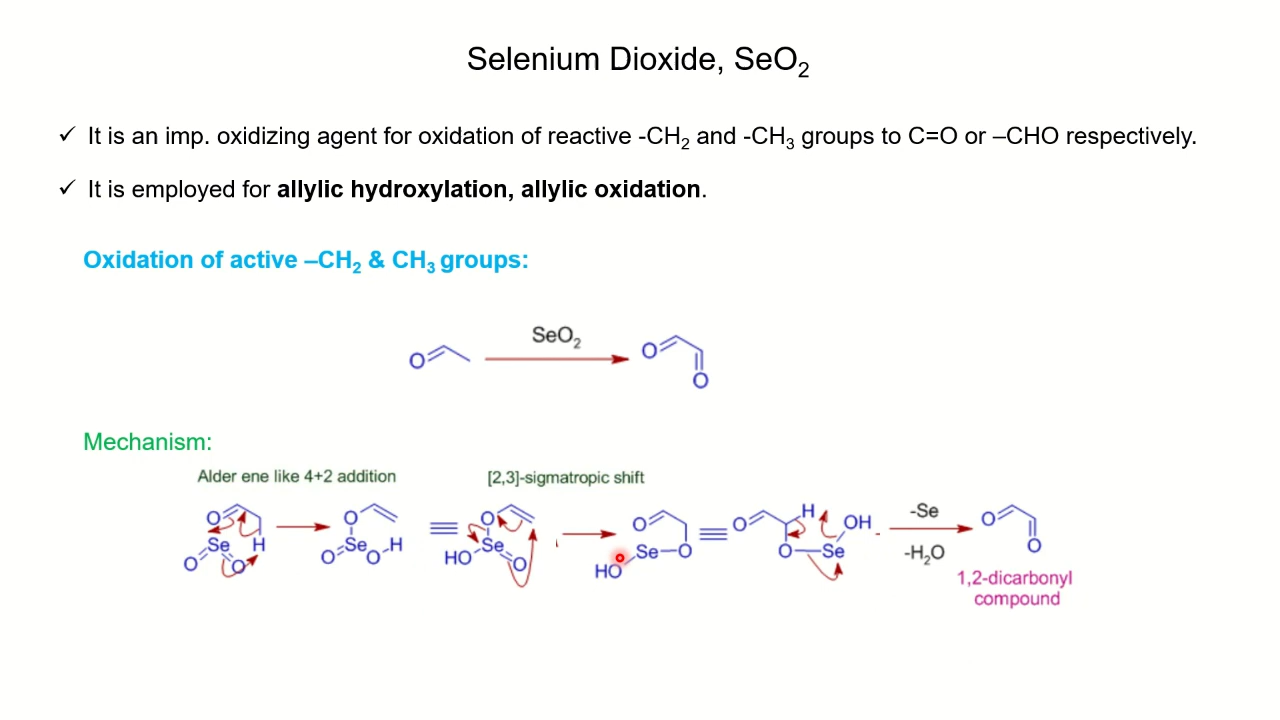 Selenium Dioxide, SeO₂
✓ It is an imp. oxidizing agent for oxidation of reactive -CH₂ and -CH₃ groups to C=O or –CHO respectively.
✓ It is employed for allylic hydroxylation, allylic oxidation.
Oxidation of active –CH₂ & CH₃ groups:
SeO₂
O
O
O
Mechanism:
Alder ene like 4+2 addition
[2,3]-sigmatropic shift
O
Se
H
O
O
O
O
Se
O
H
O
HO
Se
O
O
HO
Se
O
O
H
OH
O
Se
-Se
-H₂O
O
O
1,2-dicarbonyl
compound